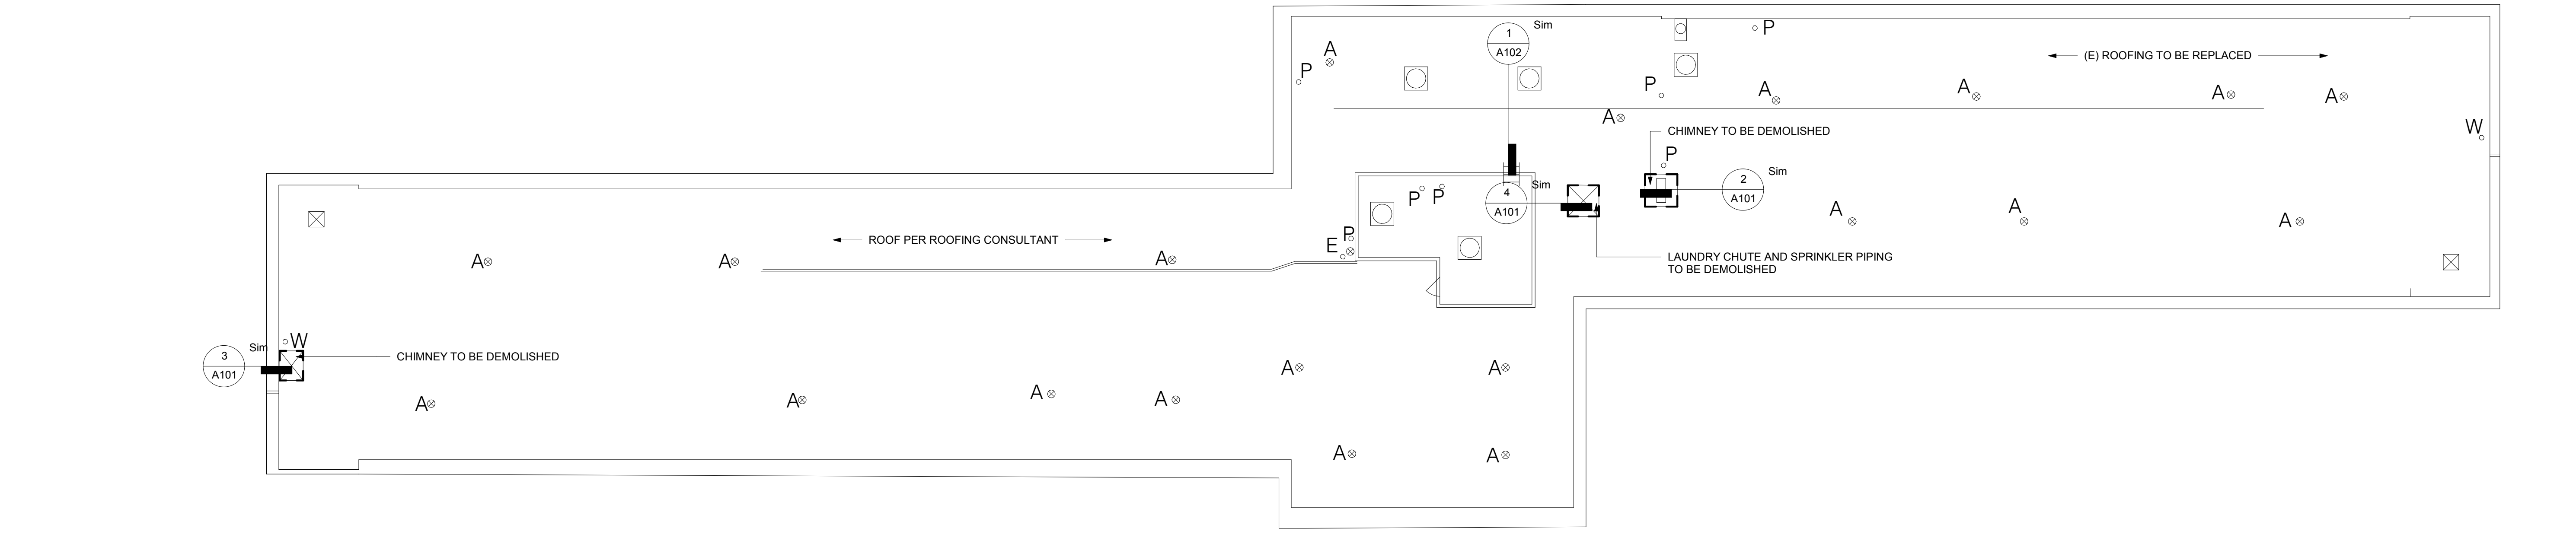 Sim
1
A102
P
A
P
(E) ROOFING TO BE REPLACED
P
A
A
A
A
A
W
CHIMNEY TO BE DEMOLISHED
P
2
A101
Sim
Sim
4
A101
P
P
A
A
A
P
E
ROOF PER ROOFING CONSULTANT
A
A
A
LAUNDRY CHUTE AND SPRINKLER PIPING
TO BE DEMOLISHED
W
Sim
3
A101
CHIMNEY TO BE DEMOLISHED
A
A
A
A
A
A
A
A